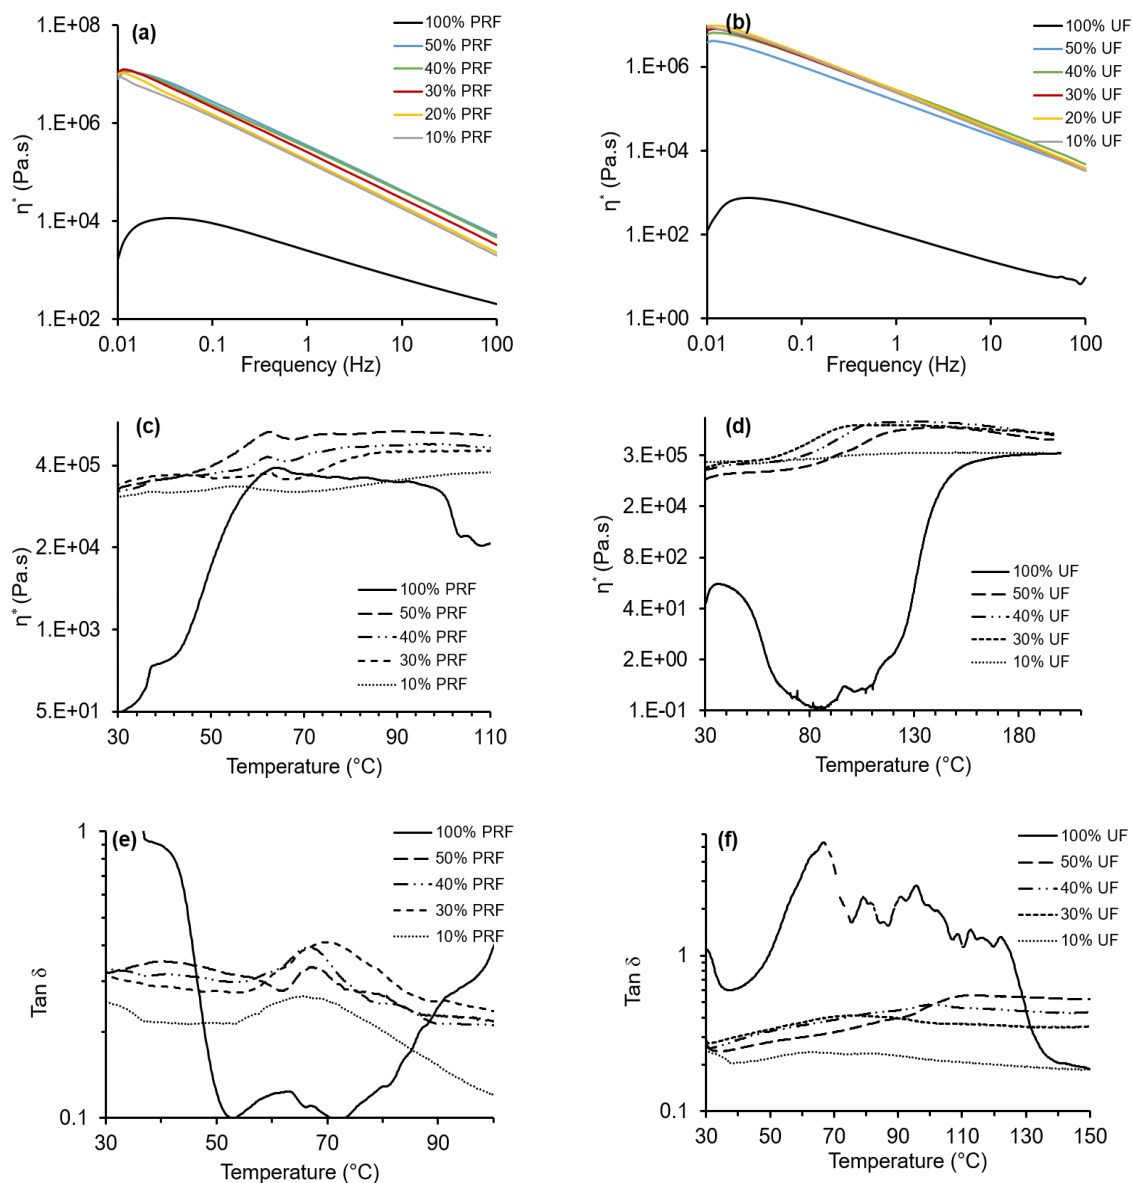 (a)
η* (Pa.s)
1.E+08
1.E+06
1.E+04
1.E+02
0.01 0.1 1 10 100
Frequency (Hz)
100% PRF
50% PRF
40% PRF
30% PRF
20% PRF
10% PRF
(b)
η* (Pa.s)
1.E+06
1.E+04
1.E+02
1.E+00
0.01 0.1 1 10 100
Frequency (Hz)
100% UF
50% UF
40% UF
30% UF
20% UF
10% UF
(c)
η* (Pa.s)
4.E+05
2.E+04
1.E+03
5.E+01
30 50 70 90 110
Temperature (°C)
100% PRF
50% PRF
40% PRF
30% PRF
10% PRF
(d)
η* (Pa.s)
3.E+05
2.E+04
8.E+02
4.E+01
2.E+00
1.E-01
30 80 130 180
Temperature (°C)
100% UF
50% UF
40% UF
30% UF
10% UF
(e)
Tan δ
1
0.1
30 50 70 90
Temperature (°C)
100% PRF
50% PRF
40% PRF
30% PRF
10% PRF
(f)
Tan δ
1
0.1
30 50 70 90 110 130 150
Temperature (°C)
100% UF
50% UF
40% UF
30% UF
10% UF